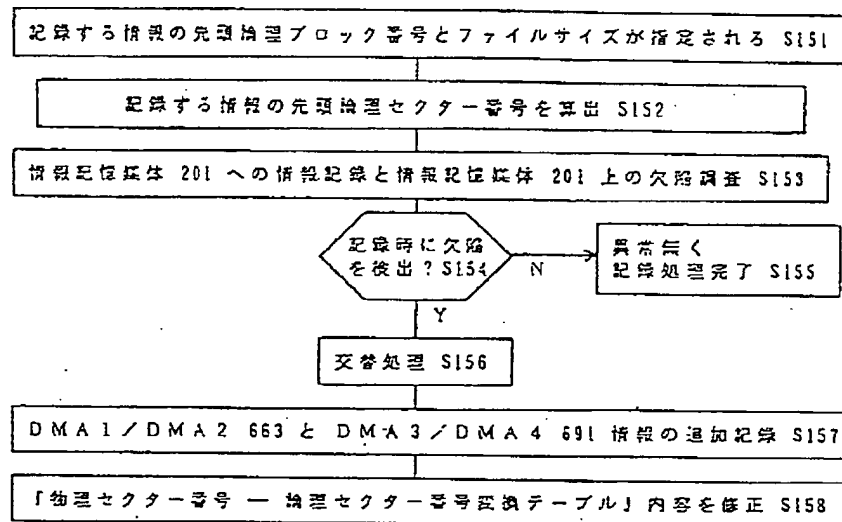 記録する情報の先頭論理ブロック番号とファイルサイズが指定される S151
記録する情報の先頭論理セクター番号を算出 S152
情報記憶媒体 201 への情報記録と情報記憶媒体 201 上の欠陥調査 S153
記録時に欠陥
を検出？S154
N
異常無く
記録処理完了 S155
Y
交替処理 S156
DMA1／DMA2 663 と DMA3／DMA4 691 情報の追加記録 S157
『物理セクター番号 ― 論理セクター番号変換テーブル』内容を修正 S158